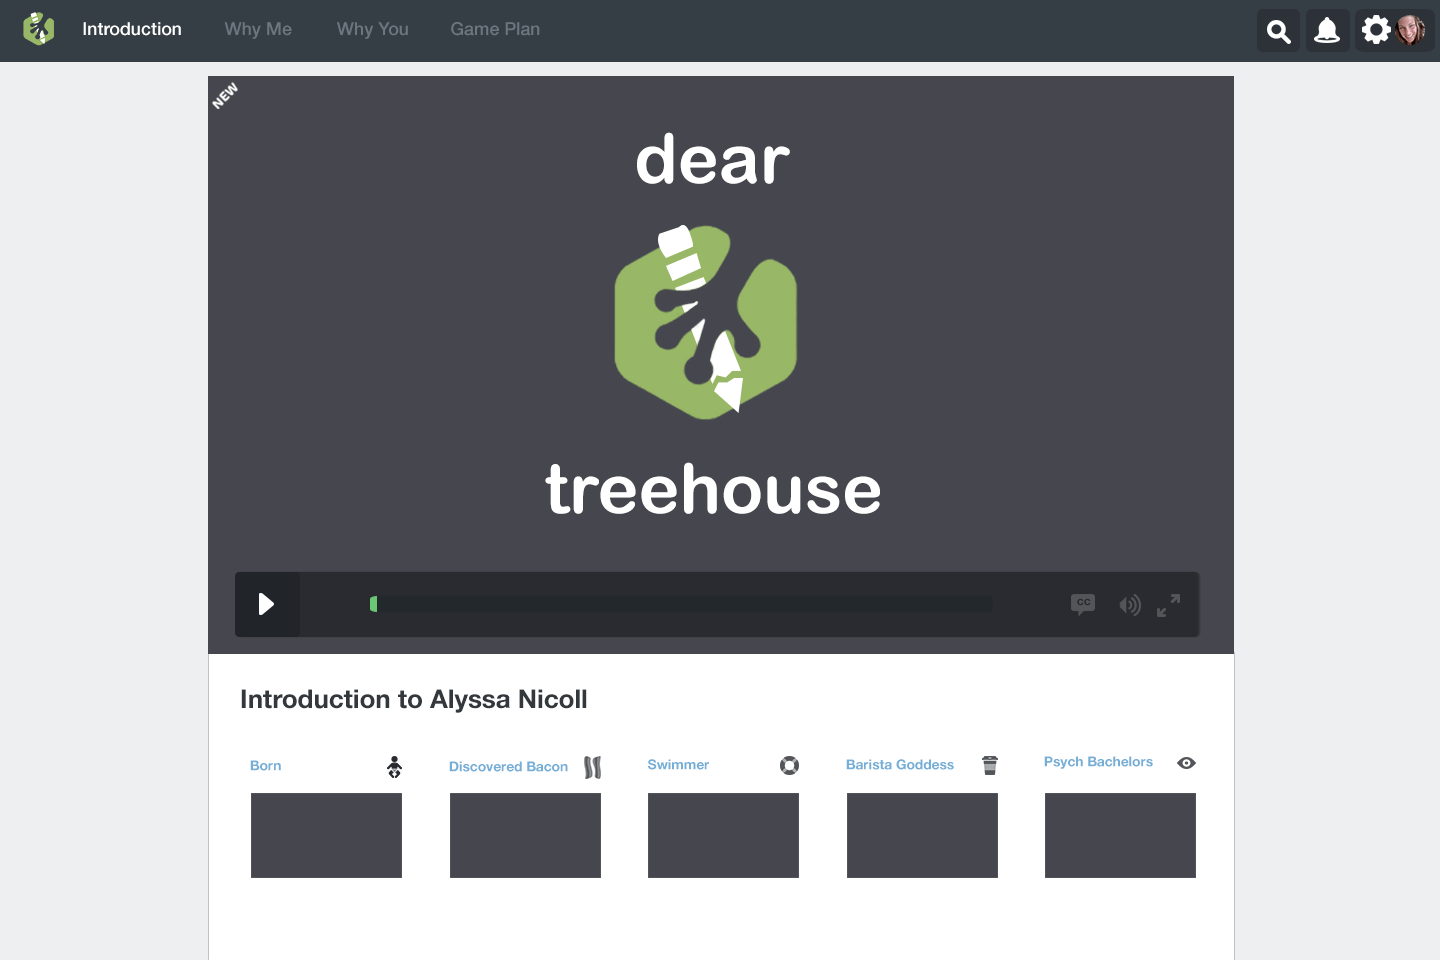 Introduction
Why Me
Why You
Game Plan
NEW
dear
treehouse
CC
Introduction to Alyssa Nicoll
Born
Discovered Bacon
Swimmer
Barista Goddess
Psych Bachelors